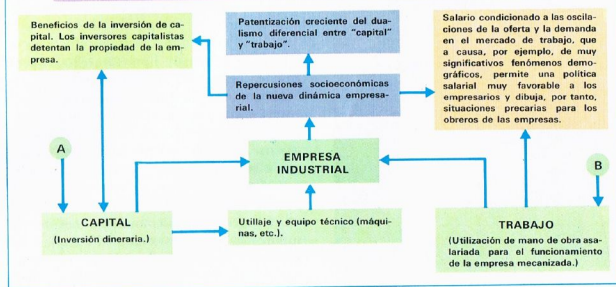 Beneficios de la inversión de ca-
pital. Los inversores capitalistas
detentan la propiedad de la em-
presa.
Patentización creciente del dua-
lismo diferencial entre "capital"
y "trabajo".
Salario condicionado a las oscila-
ciones de la oferta y la demanda
en el mercado de trabajo, que
a causa, por ejemplo, de muy
significativos fenómenos demo-
gráficos, permite una política
salarial muy favorable a los
empresarios y dibuja, por tanto,
situaciones precarias para los
obreros de las empresas.
Repercusiones socioeconómicas
de la nueva dinámica empresa-
rial.
A
EMPRESA
INDUSTRIAL
B
CAPITAL
(Inversión dineraria.)
Utillaje y equipo técnico (máqui-
nas, etc.).
TRABAJO
(Utilización de mano de obra asa-
lariada para el funcionamiento
de la empresa mecanizada.)